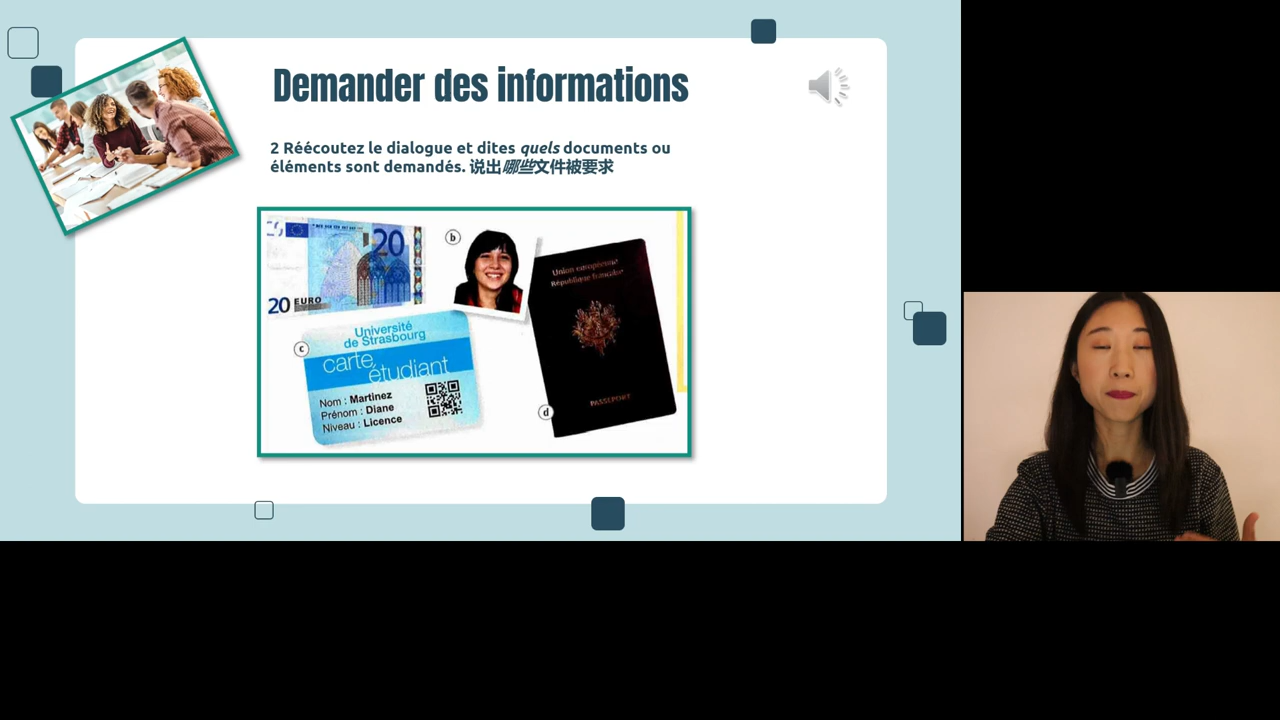 Demander des informations
2 Réécoutez le dialogue et dites quels documents ou
éléments sont demandés. 说出哪些文件被要求
20
20 EURO
b
Union européenne
République française
Université
de Strasbourg
c
carte
étudiant
Nom : Martinez
Prénom : Diane
Niveau : Licence
d
PASSEPORT